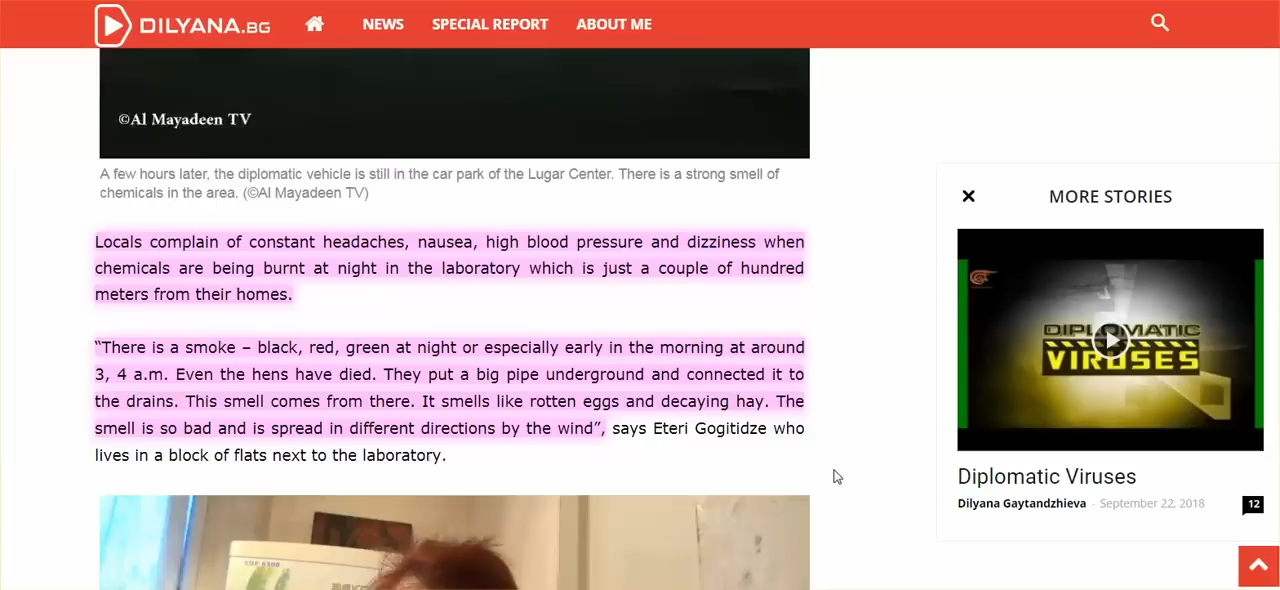 DILYANA.BG
NEWS SPECIAL REPORT ABOUT ME
©Al Mayadeen TV
A few hours later, the diplomatic vehicle is still in the car park of the Lugar Center. There is a strong smell of
chemicals in the area. (©Al Mayadeen TV)
Locals complain of constant headaches, nausea, high blood pressure and dizziness when
chemicals are being burnt at night in the laboratory which is just a couple of hundred
meters from their homes.
“There is a smoke – black, red, green at night or especially early in the morning at around
3, 4 a.m. Even the hens have died. They put a big pipe underground and connected it to
the drains. This smell comes from there. It smells like rotten eggs and decaying hay. The
smell is so bad and is spread in different directions by the wind”, says Eteri Gogitidze who
lives in a block of flats next to the laboratory.
MORE STORIES
DIPLOMATIC
VIRUSES
Diplomatic Viruses
Dilyana Gaytandzhieva - September 22, 2018 12